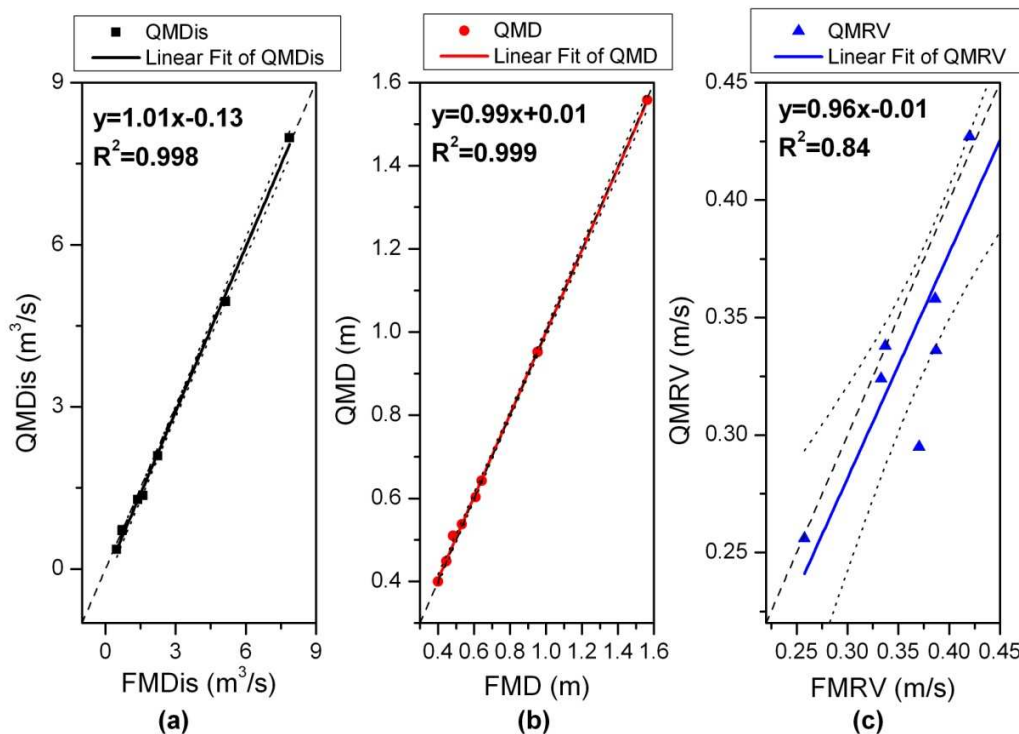 QMDis
Linear Fit of QMDis
y=1.01x-0.13
R²=0.998
9
6
3
0
QMDis (m³/s)
0 3 6 9
FMDis (m³/s)
(a)
QMD
Linear Fit of QMD
y=0.99x+0.01
R²=0.999
1.6
1.4
1.2
1.0
0.8
0.6
0.4
QMD (m)
0.4 0.6 0.8 1.0 1.2 1.4 1.6
FMD (m)
(b)
QMRV
Linear Fit of QMRV
y=0.96x-0.01
R²=0.84
0.45
0.40
0.35
0.30
0.25
QMRV (m/s)
0.25 0.30 0.35 0.40 0.45
FMRV (m/s)
(c)